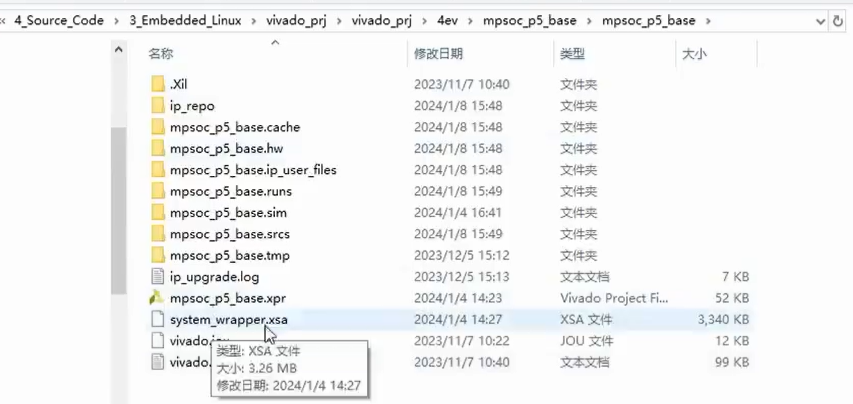 « 4_Source_Code › 3_Embedded_Linux › vivado_prj › vivado_prj › 4ev › mpsoc_p5_base › mpsoc_p5_base ›
名称 修改日期 类型 大小
.Xil 2023/11/7 10:40 文件夹
ip_repo 2024/1/8 15:48 文件夹
mpsoc_p5_base.cache 2024/1/8 15:48 文件夹
mpsoc_p5_base.hw 2024/1/8 15:48 文件夹
mpsoc_p5_base.ip_user_files 2024/1/8 15:48 文件夹
mpsoc_p5_base.runs 2024/1/8 15:49 文件夹
mpsoc_p5_base.sim 2024/1/4 16:41 文件夹
mpsoc_p5_base.srcs 2024/1/8 15:49 文件夹
mpsoc_p5_base.tmp 2023/12/5 15:12 文件夹
ip_upgrade.log 2023/12/5 15:13 文本文档 7 KB
mpsoc_p5_base.xpr 2024/1/4 14:23 Vivado Project Fi... 52 KB
system_wrapper.xsa 2024/1/4 14:27 XSA 文件 3,340 KB
vivado. 2023/11/7 10:22 JOU 文件 12 KB
vivado. 2023/11/7 10:40 文本文档 99 KB
类型: XSA 文件
大小: 3.26 MB
修改日期: 2024/1/4 14:27